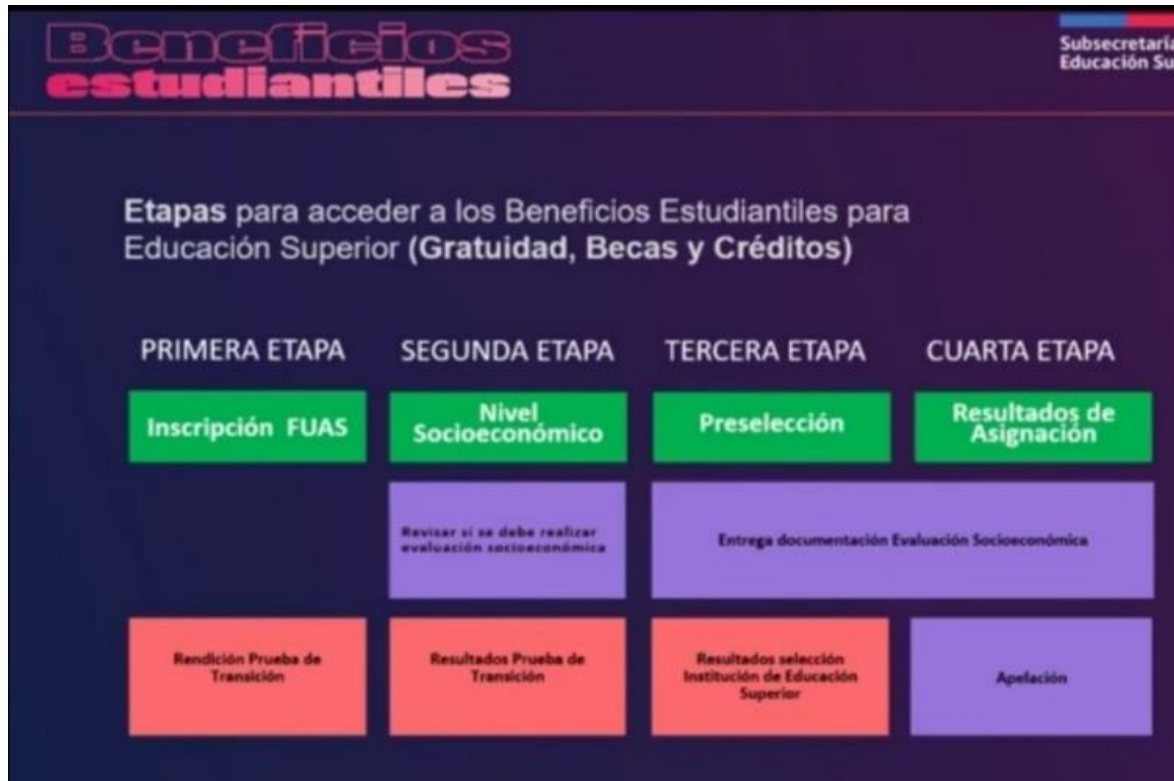 Beneficios
estudiantiles
Subsecretaría
Educación Su
Etapas para acceder a los Beneficios Estudiantiles para
Educación Superior (Gratuidad, Becas y Créditos)
PRIMERA ETAPA
SEGUNDA ETAPA
TERCERA ETAPA
CUARTA ETAPA
Inscripción FUAS
Nivel
Socioeconómico
Preselección
Resultados de
Asignación
Revisar si se debe realizar
evaluación socioeconómica
Entrega documentación Evaluación Socioeconómica
Rendición Prueba de
Transición
Resultados Prueba de
Transición
Resultados selección
Institución de Educación
Superior
Apelación